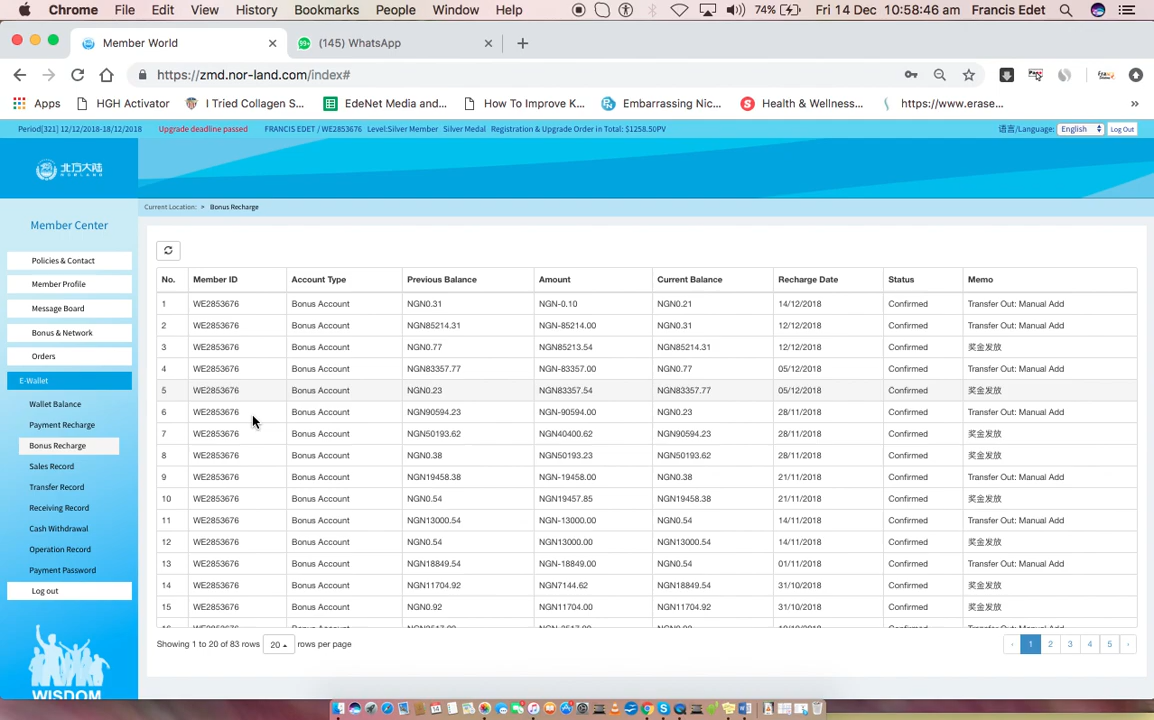 Chrome File Edit View History Bookmarks People Window Help 74% Fri 14 Dec 10:58:46 am Francis Edet
Member World (145) WhatsApp
https://zmd.nor-land.com/index#
Apps HGH Activator I Tried Collagen S... EdeNet Media and... How To Improve K... Embarrassing Nic... Health & Wellness... https://www.erase...
Period[321] 12/12/2018-18/12/2018 Upgrade deadline passed FRANCIS EDET / WE2853676 Level:Silver Member Silver Medal Registration & Upgrade Order in Total: $1258.50PV 语言/Language: English Log Out
北方大陆
NORLAND
Current Location: > Bonus Recharge
Member Center
Policies & Contact
Member Profile
Message Board
Bonus & Network
Orders
E-Wallet
Wallet Balance
Payment Recharge
Bonus Recharge
Sales Record
Transfer Record
Receiving Record
Cash Withdrawal
Operation Record
Payment Password
Log out
WISDOM
No. Member ID Account Type Previous Balance Amount Current Balance Recharge Date Status Memo
1 WE2853676 Bonus Account NGN0.31 NGN-0.10 NGN0.21 14/12/2018 Confirmed Transfer Out: Manual Add
2 WE2853676 Bonus Account NGN85214.31 NGN-85214.00 NGN0.31 12/12/2018 Confirmed Transfer Out: Manual Add
3 WE2853676 Bonus Account NGN0.77 NGN85213.54 NGN85214.31 12/12/2018 Confirmed 奖金发放
4 WE2853676 Bonus Account NGN83357.77 NGN-83357.00 NGN0.77 05/12/2018 Confirmed Transfer Out: Manual Add
5 WE2853676 Bonus Account NGN0.23 NGN83357.54 NGN83357.77 05/12/2018 Confirmed 奖金发放
6 WE2853676 Bonus Account NGN90594.23 NGN-90594.00 NGN0.23 28/11/2018 Confirmed Transfer Out: Manual Add
7 WE2853676 Bonus Account NGN50193.62 NGN40400.62 NGN90594.23 28/11/2018 Confirmed 奖金发放
8 WE2853676 Bonus Account NGN0.38 NGN50193.23 NGN50193.62 28/11/2018 Confirmed 奖金发放
9 WE2853676 Bonus Account NGN19458.38 NGN-19458.00 NGN0.38 21/11/2018 Confirmed Transfer Out: Manual Add
10 WE2853676 Bonus Account NGN0.54 NGN19457.85 NGN19458.38 21/11/2018 Confirmed 奖金发放
11 WE2853676 Bonus Account NGN13000.54 NGN-13000.00 NGN0.54 14/11/2018 Confirmed Transfer Out: Manual Add
12 WE2853676 Bonus Account NGN0.54 NGN13000.00 NGN13000.54 14/11/2018 Confirmed 奖金发放
13 WE2853676 Bonus Account NGN18849.54 NGN-18849.00 NGN0.54 01/11/2018 Confirmed Transfer Out: Manual Add
14 WE2853676 Bonus Account NGN11704.92 NGN7144.62 NGN18849.54 31/10/2018 Confirmed 奖金发放
15 WE2853676 Bonus Account NGN0.92 NGN11704.00 NGN11704.92 31/10/2018 Confirmed 奖金发放
Showing 1 to 20 of 83 rows 20 rows per page ‹ 1 2 3 4 5 ›